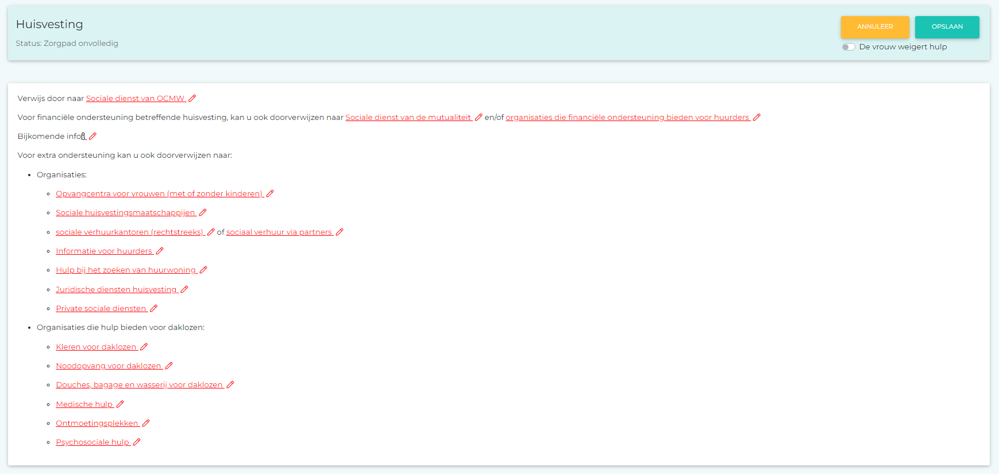 Huisvesting
Status: Zorgpad onvolledig
ANNULEER
OPSLAAN
De vrouw weigert hulp
Verwijs door naar Sociale dienst van OCMW
Voor financiële ondersteuning betreffende huisvesting, kan u ook doorverwijzen naar Sociale dienst van de mutualiteit en/of organisaties die financiële ondersteuning bieden voor huurders
Bijkomende info
Voor extra ondersteuning kan u ook doorverwijzen naar:
Organisaties:
Opvangcentra voor vrouwen (met of zonder kinderen)
Sociale huisvestingsmaatschappijen
sociale verhuurkantoren (rechtstreeks) of sociaal verhuur via partners
Informatie voor huurders
Hulp bij het zoeken van huurwoning
Juridische diensten huisvesting
Private sociale diensten
Organisaties die hulp bieden voor daklozen:
Kleren voor daklozen
Noodopvang voor daklozen
Douches, bagage en wasserij voor daklozen
Medische hulp
Ontmoetingsplekken
Psychosociale hulp